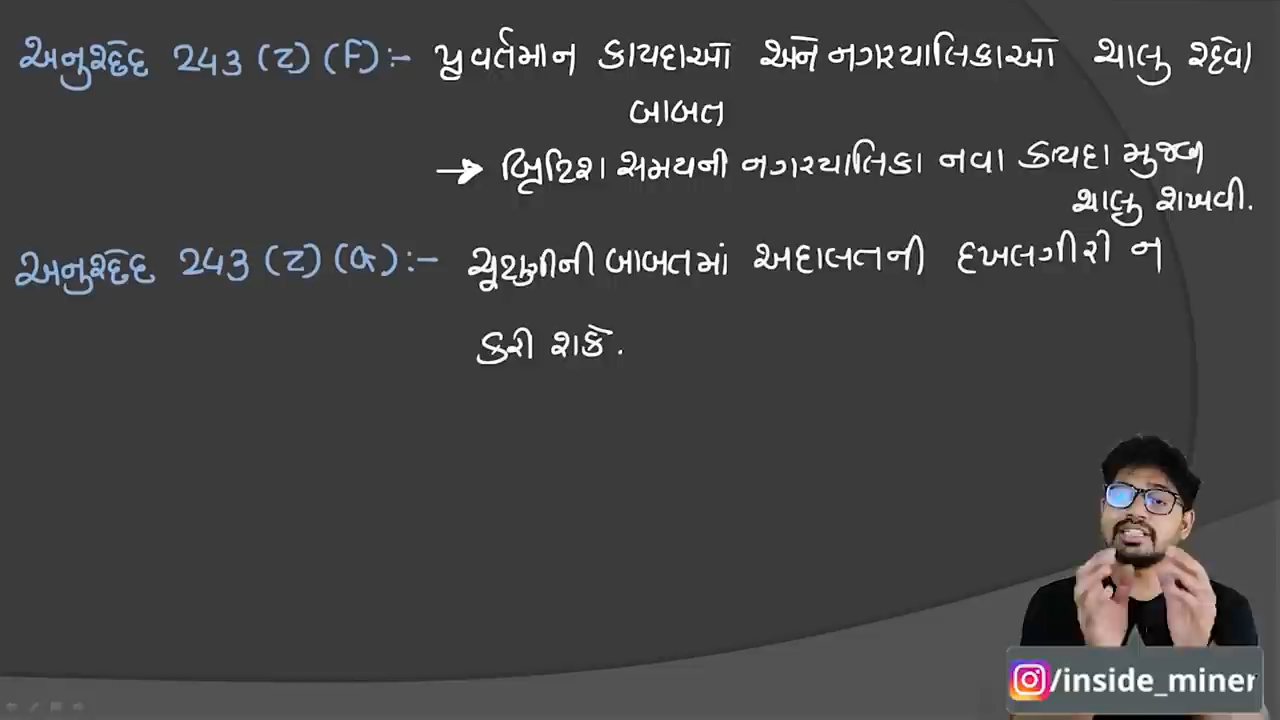 અનુચ્છેદ 243 (Z) (F) :- પ્રવર્તમાન કાયદાઓ અને નગરપાલિકાઓ ચાલુ રહેવા
બાબત
→ બ્રિટિશ સમયની નગરપાલિકા નવા કાયદા મુજબ
ચાલુ રાખવી.
અનુચ્છેદ 243 (Z) (G) :- ચૂંટણીની બાબતમાં અદાલતની દખલગીરી ન
કરી શકે.
/inside_miner